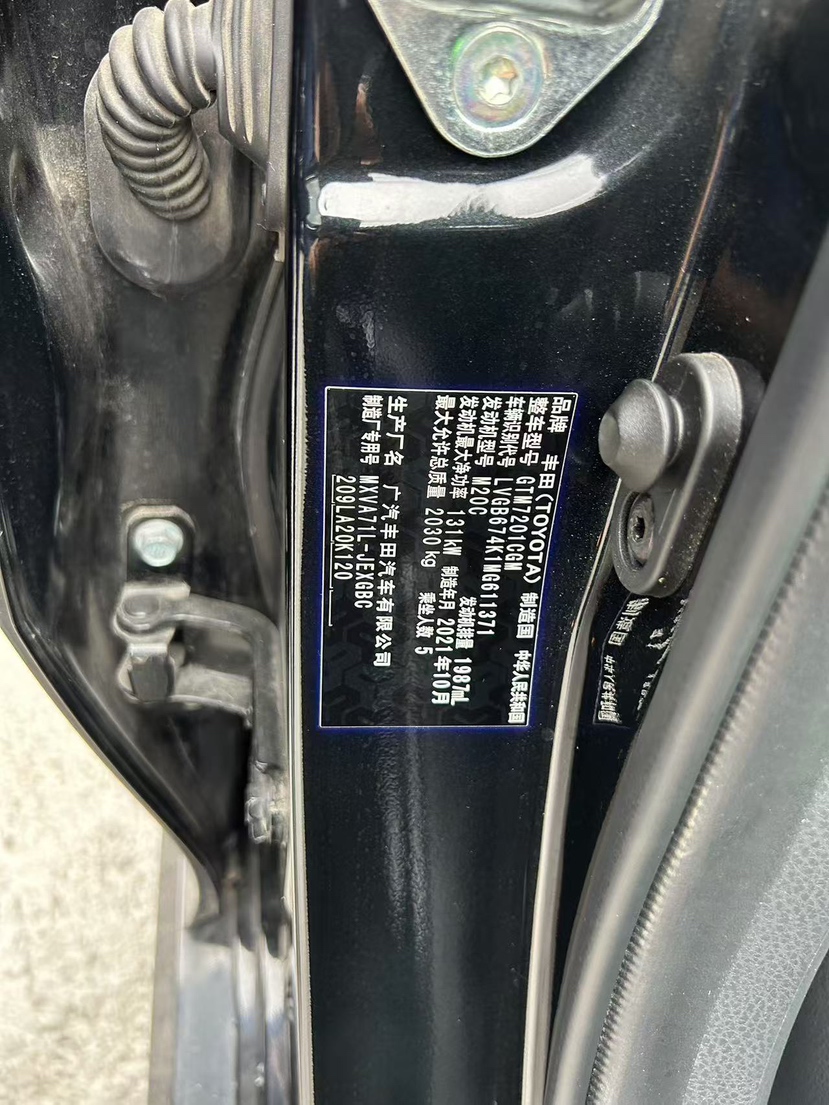 品牌 丰田(TOYOTA) 制造国 中华人民共和国
整车型号 GTM7201CGM
车辆识别代号 LVGB674K1MG611371
发动机型号 M20C 发动机排量 1987mL
发动机最大净功率 131kW 制造年月 2021年10月
最大允许总质量 2030kg 乘坐人数 5
生产厂名 广汽丰田汽车有限公司
制造厂专用号 MXVA71L-JEXGBC
209LA20K120